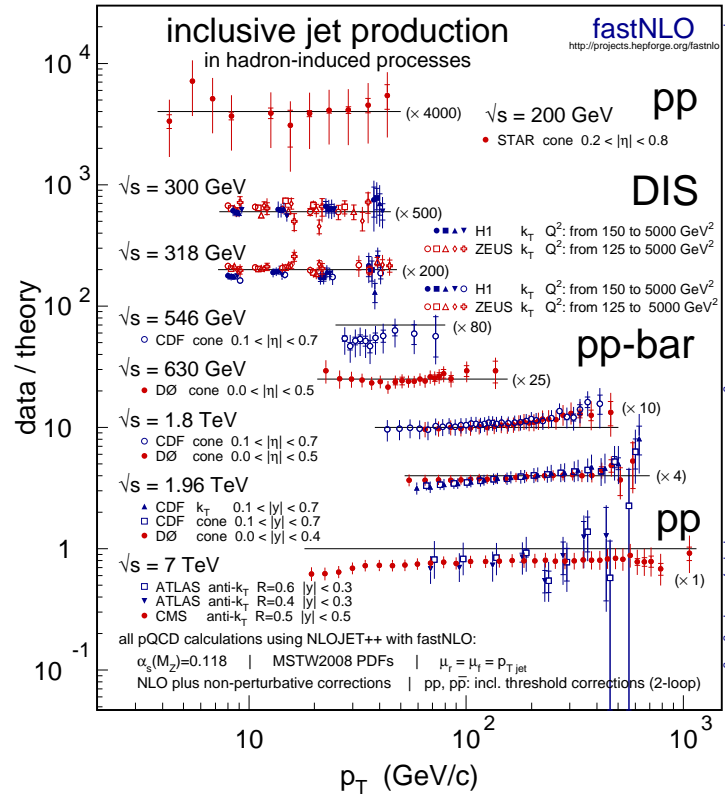 inclusive jet production
in hadron-induced processes
fastNLO
http://projects.hepforge.org/fastnlo
pp
√s = 200 GeV
STAR cone 0.2 < |η| < 0.8
(× 4000)
DIS
√s = 300 GeV
(× 500)
H1 k_T Q²: from 150 to 5000 GeV²
ZEUS k_T Q²: from 125 to 5000 GeV²
√s = 318 GeV
(× 200)
H1 k_T Q²: from 150 to 5000 GeV²
ZEUS k_T Q²: from 125 to 5000 GeV²
pp-bar
√s = 546 GeV
CDF cone 0.1 < |η| < 0.7
(× 80)
√s = 630 GeV
DØ cone 0.0 < |η| < 0.5
(× 25)
√s = 1.8 TeV
CDF cone 0.1 < |η| < 0.7
DØ cone 0.0 < |η| < 0.5
(× 10)
√s = 1.96 TeV
CDF k_T 0.1 < |y| < 0.7
CDF cone 0.1 < |y| < 0.7
DØ cone 0.0 < |y| < 0.4
(× 4)
pp
√s = 7 TeV
ATLAS anti-k_T R=0.6 |y| < 0.3
ATLAS anti-k_T R=0.4 |y| < 0.3
CMS anti-k_T R=0.5 |y| < 0.5
(× 1)
all pQCD calculations using NLOJET++ with fastNLO:
α_s(M_Z)=0.118 | MSTW2008 PDFs | μ_r = μ_f = p_T jet
NLO plus non-perturbative corrections | pp, pp̅: incl. threshold corrections (2-loop)
data / theory
10⁴
10³
10²
10
1
10⁻¹
10
10²
10³
p_T (GeV/c)